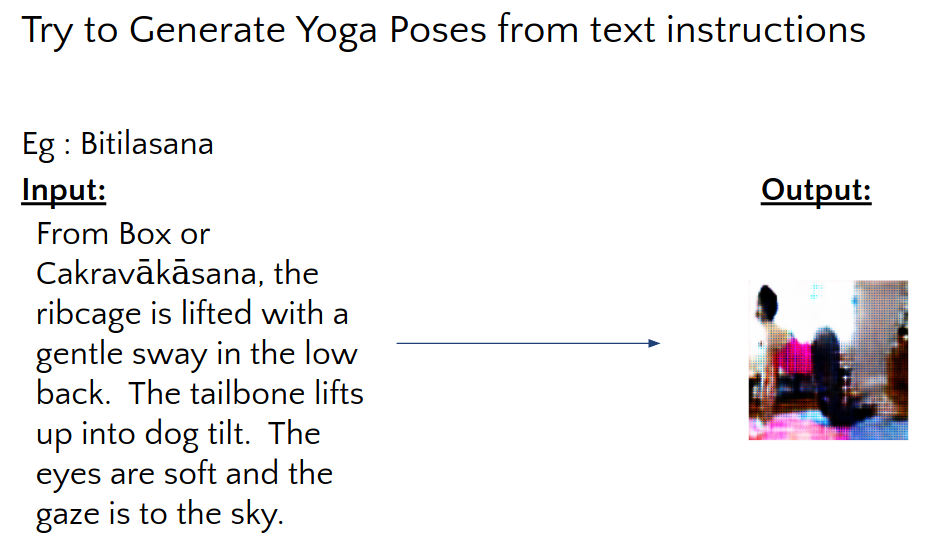 Try to Generate Yoga Poses from text instructions
Eg : Bitilasana
Input:
Output:
From Box or
Cakravākāsana, the
ribcage is lifted with a
gentle sway in the low
back.  The tailbone lifts
up into dog tilt.  The
eyes are soft and the
gaze is to the sky.